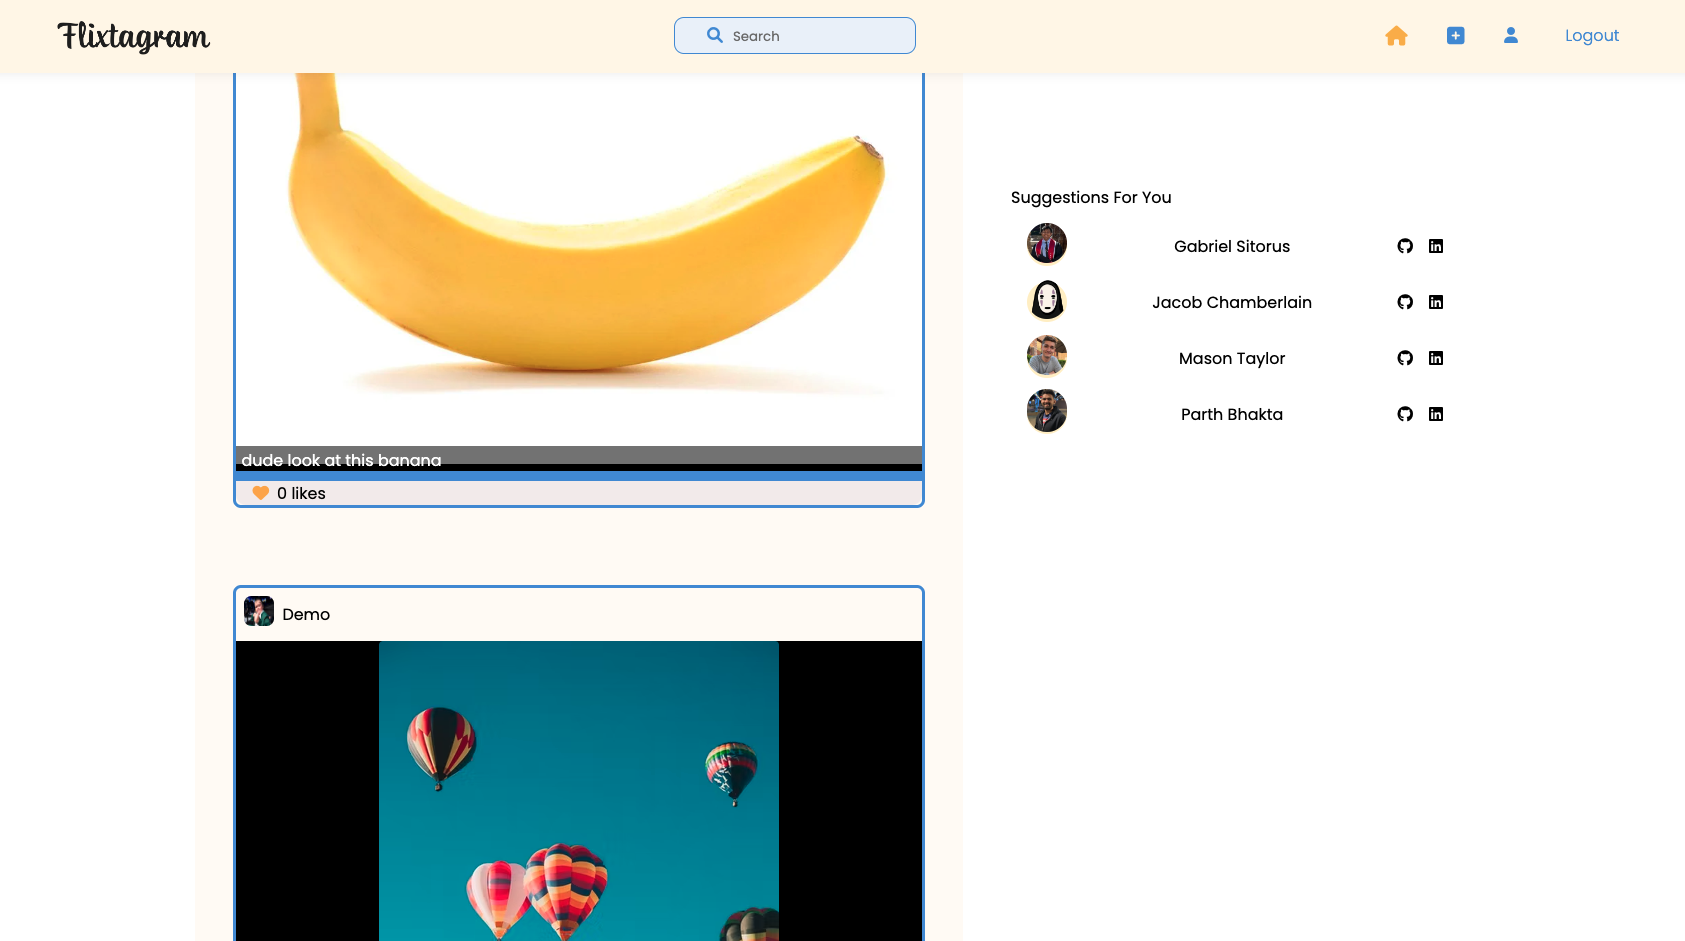 Flixtagram
Search
Logout
Suggestions For You
Gabriel Sitorus
Jacob Chamberlain
Mason Taylor
Parth Bhakta
dude look at this banana
0 likes
Demo